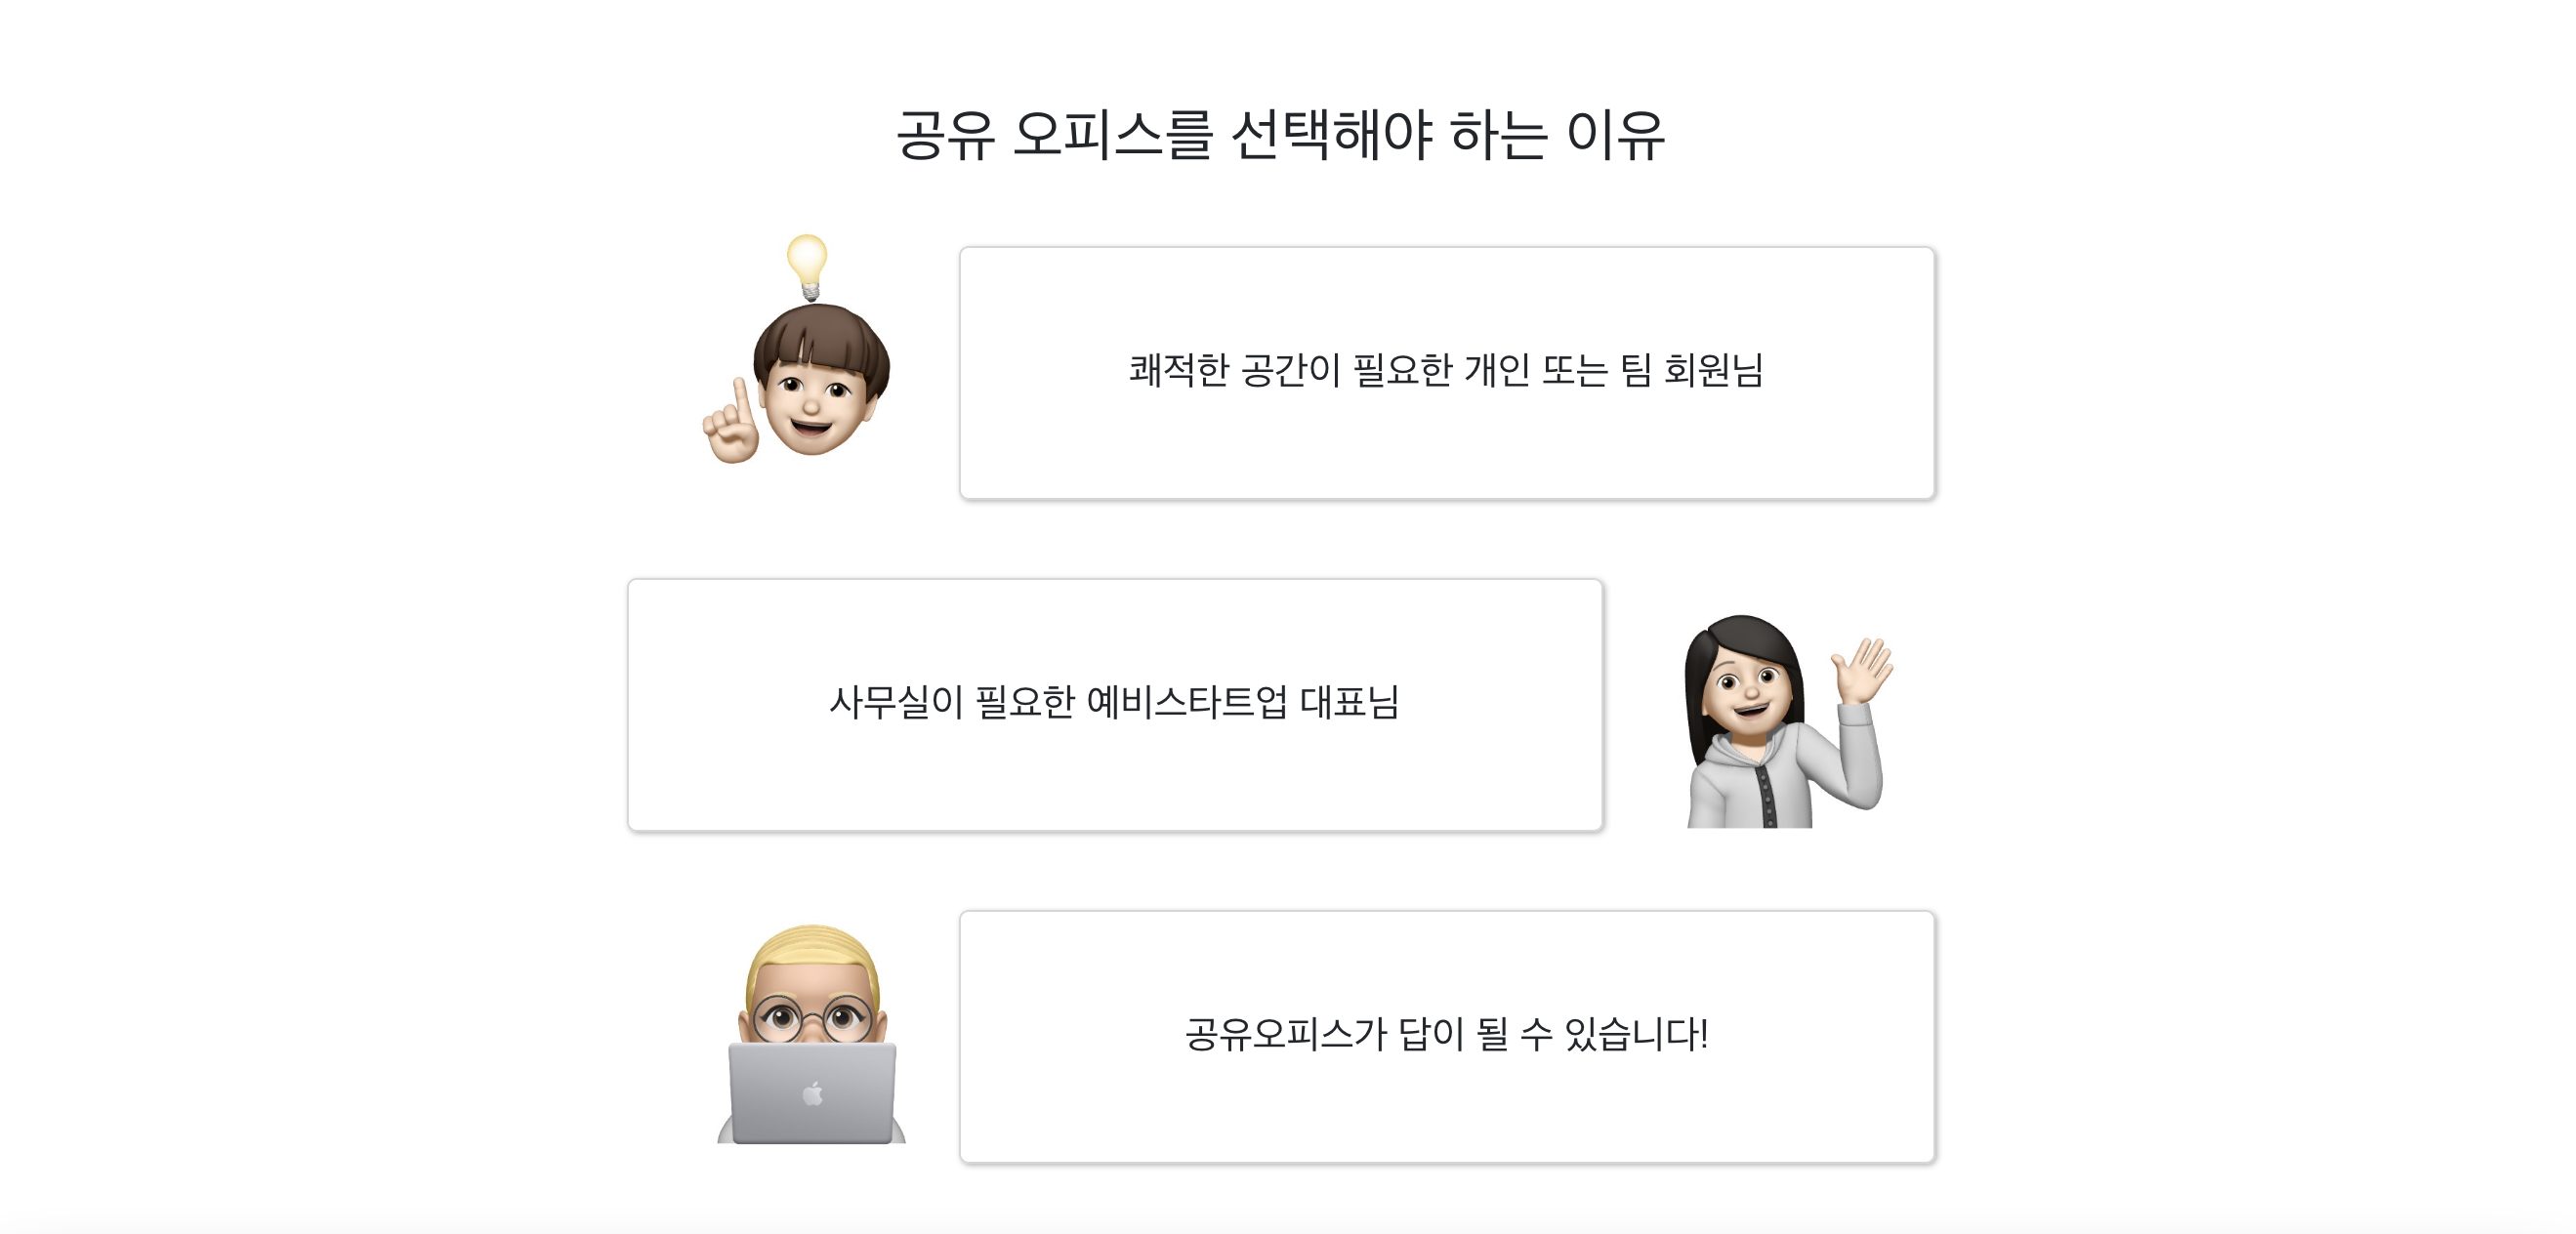 공유 오피스를 선택해야 하는 이유
쾌적한 공간이 필요한 개인 또는 팀 회원님
사무실이 필요한 예비스타트업 대표님
공유오피스가 답이 될 수 있습니다!